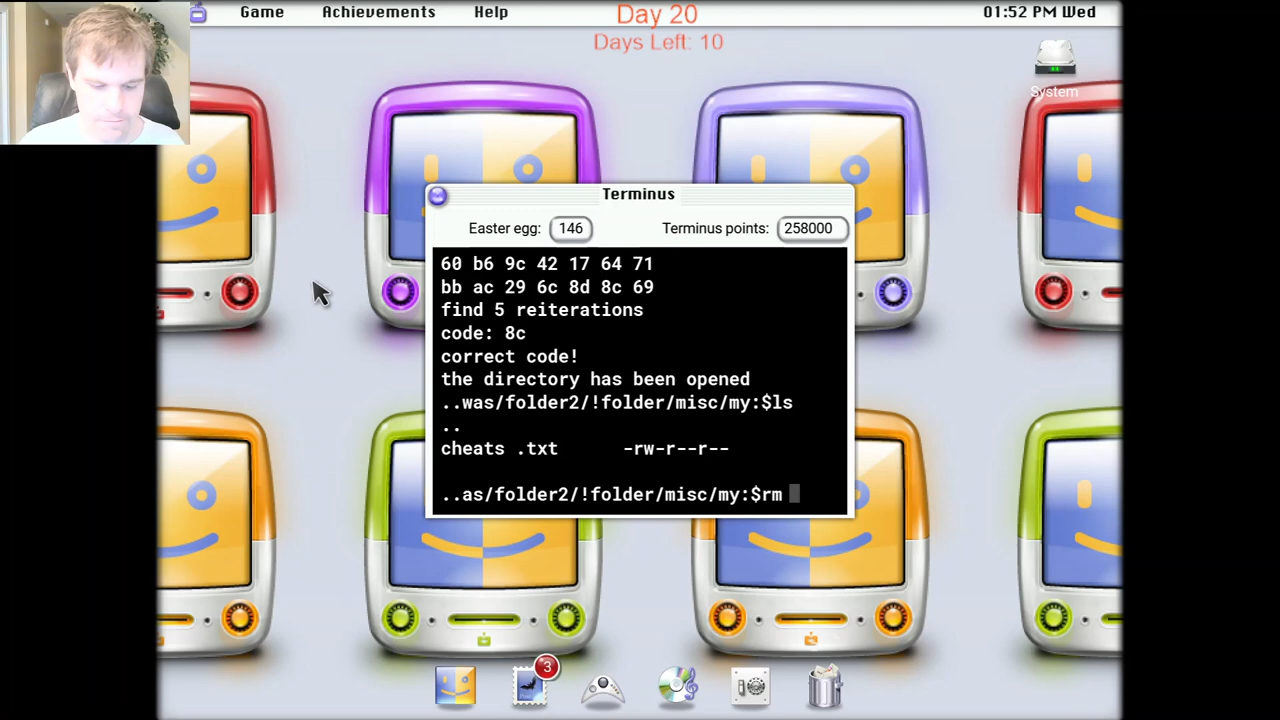 Game Achievements Help
Day 20
Days Left: 10
01:52 PM Wed
System
Terminus
Easter egg: 146 Terminus points: 258000
60 b6 9c 42 17 64 71
bb ac 29 6c 8d 8c 69
find 5 reiterations
code: 8c
correct code!
the directory has been opened
..was/folder2/!folder/misc/my:$ls
..
cheats .txt -rw-r--r--
..as/folder2/!folder/misc/my:$rm
3